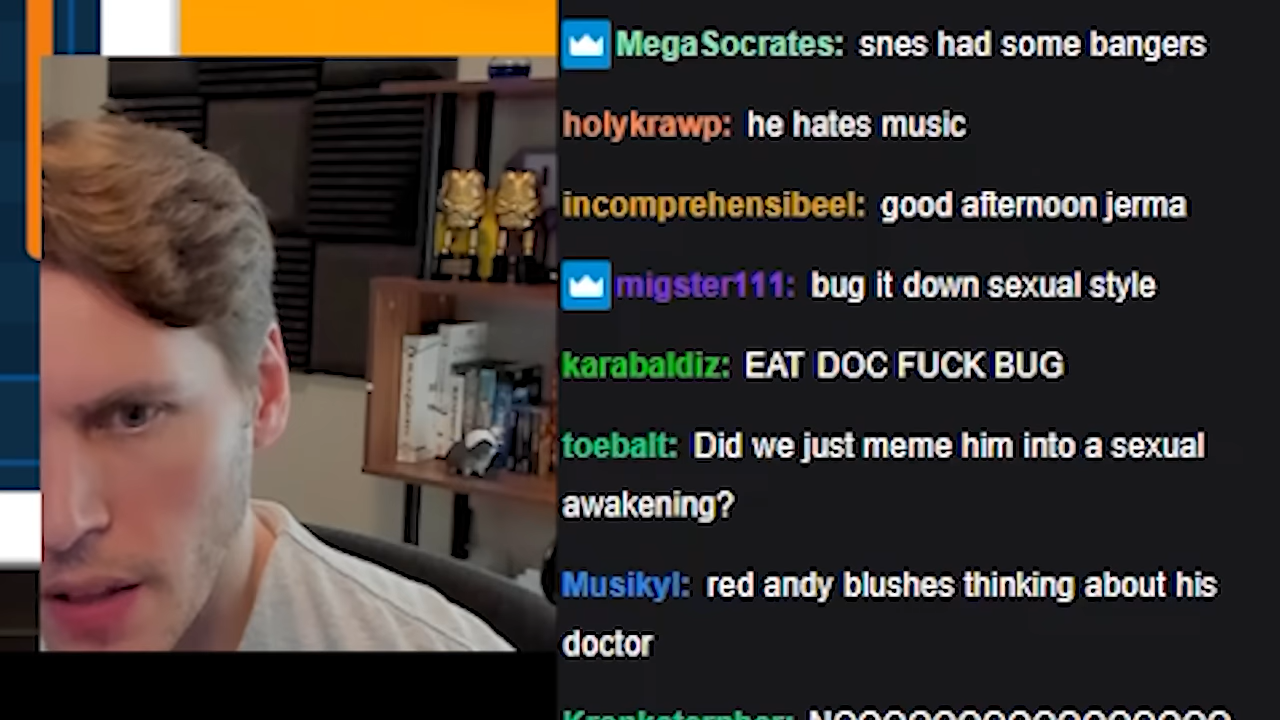 MegaSocrates: snes had some bangers
holykrawp: he hates music
incomprehensibeel: good afternoon jerma
migster111: bug it down sexual style
karabaldiz: EAT DOC FUCK BUG
toebalt: Did we just meme him into a sexual
awakening?
Musikyl: red andy blushes thinking about his
doctor